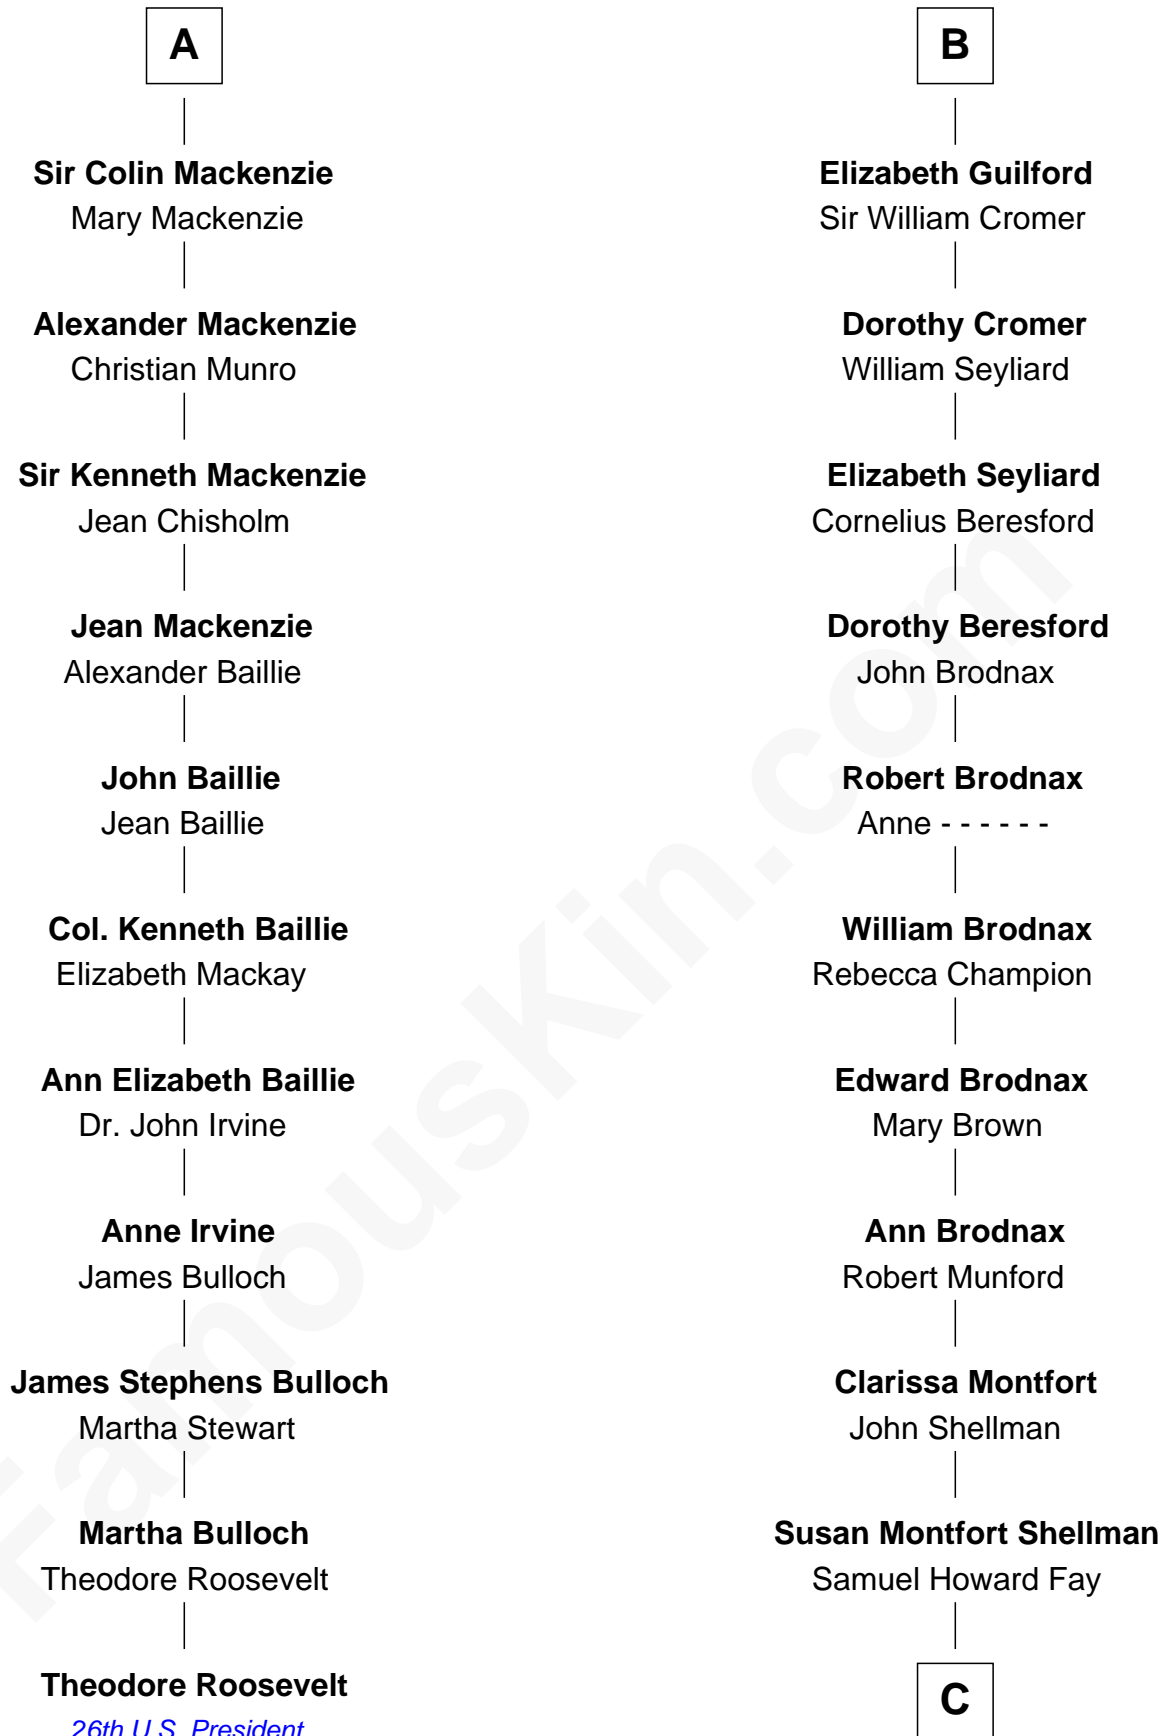 A
Sir Colin Mackenzie
Mary Mackenzie
Alexander Mackenzie
Christian Munro
Sir Kenneth Mackenzie
Jean Chisholm
Jean Mackenzie
Alexander Baillie
John Baillie
Jean Baillie
Col. Kenneth Baillie
Elizabeth Mackay
Ann Elizabeth Baillie
Dr. John Irvine
Anne Irvine
James Bulloch
James Stephens Bulloch
Martha Stewart
Martha Bulloch
Theodore Roosevelt
Theodore Roosevelt
26th U.S. President
B
Elizabeth Guilford
Sir William Cromer
Dorothy Cromer
William Seyliard
Elizabeth Seyliard
Cornelius Beresford
Dorothy Beresford
John Brodnax
Robert Brodnax
Anne - - - - - -
William Brodnax
Rebecca Champion
Edward Brodnax
Mary Brown
Ann Brodnax
Robert Munford
Clarissa Montfort
John Shellman
Susan Montfort Shellman
Samuel Howard Fay
C
FamousKin.com